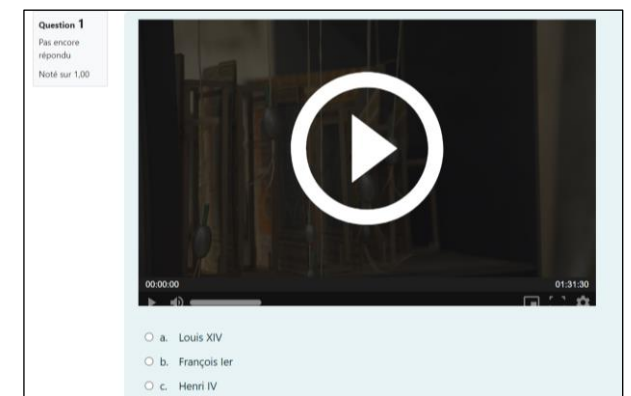 Question 1
Pas encore
répondu
Noté sur 1,00
00:00:00 01:31:30
a. Louis XIV
b. François Ier
c. Henri IV